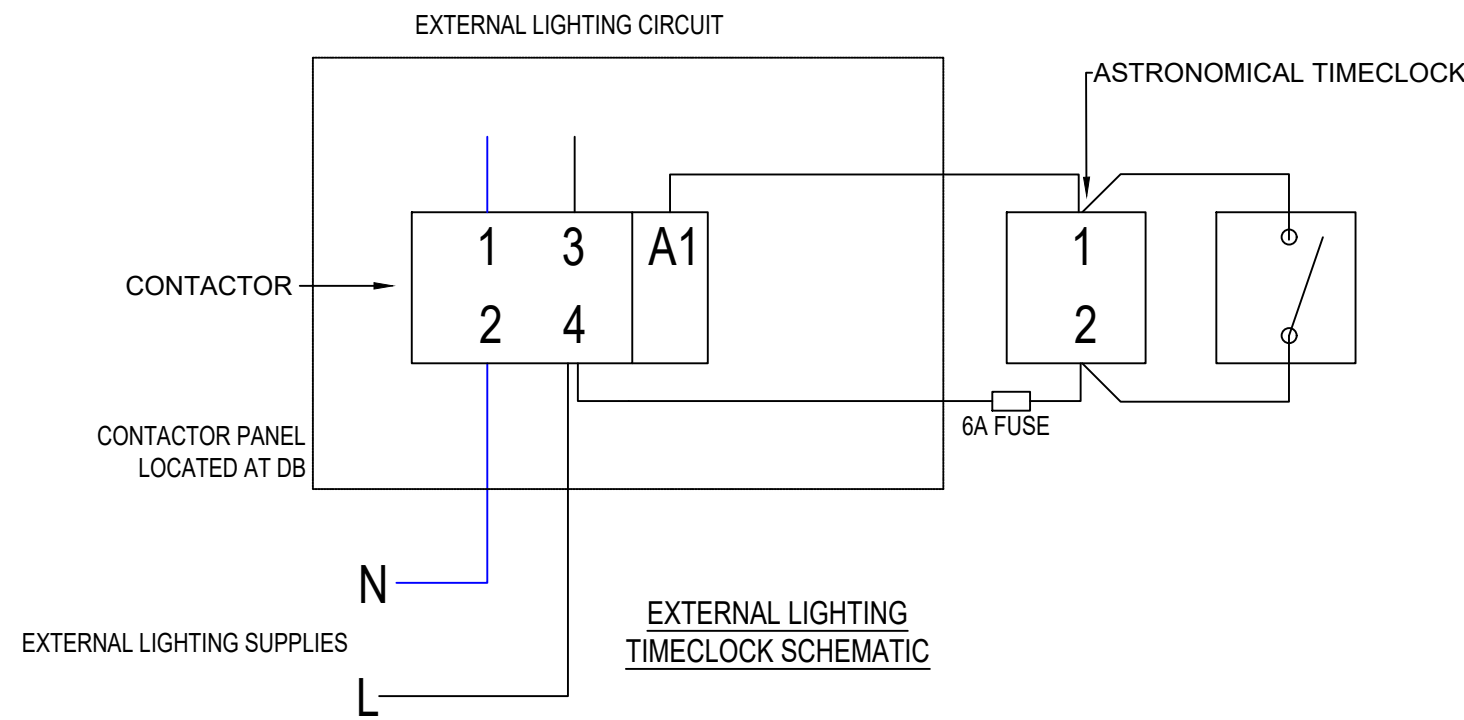 EXTERNAL LIGHTING CIRCUIT
ASTRONOMICAL TIMECLOCK
1 3 A1
1
CONTACTOR
2 4
2
6A FUSE
CONTACTOR PANEL
LOCATED AT DB
N
EXTERNAL LIGHTING
EXTERNAL LIGHTING SUPPLIES
TIMECLOCK SCHEMATIC
L